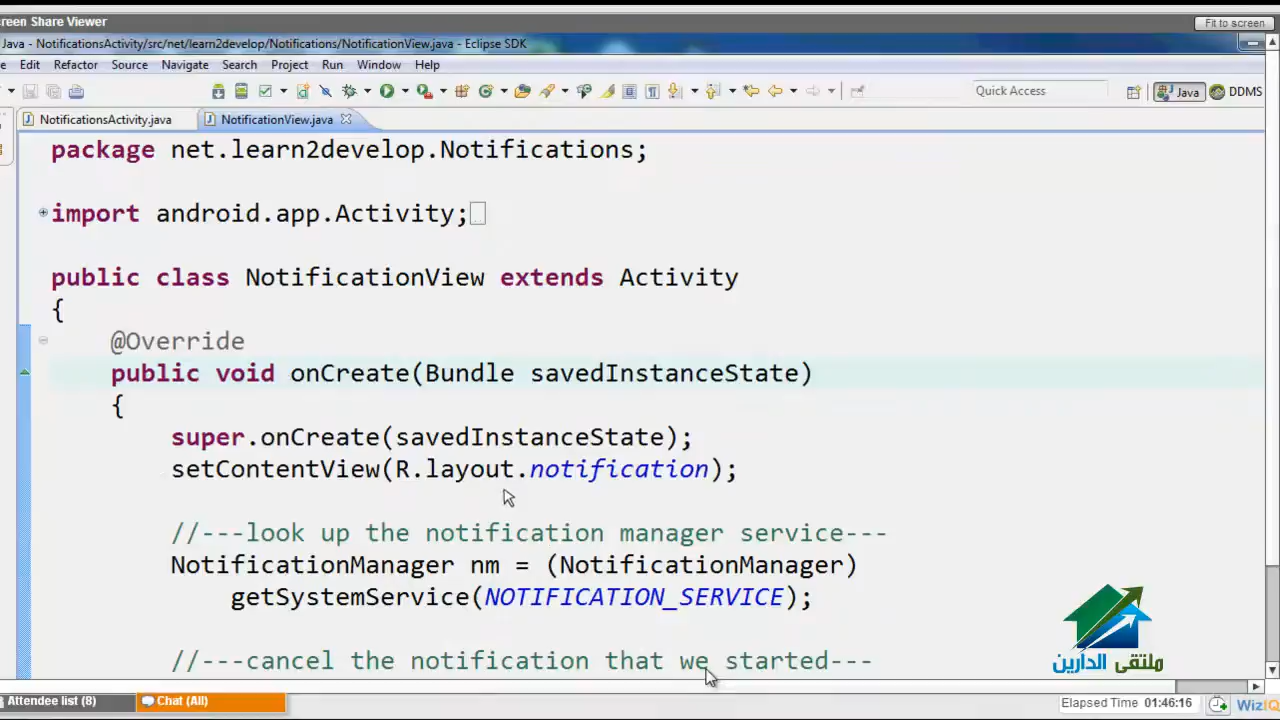 reen Share Viewer
Fit to screen
Java - NotificationsActivity/src/net/learn2develop/Notifications/NotificationView.java - Eclipse SDK
e Edit Refactor Source Navigate Search Project Run Window Help
Quick Access
Java
DDMS
NotificationsActivity.java
NotificationView.java
package net.learn2develop.Notifications;
import android.app.Activity;
public class NotificationView extends Activity
{
@Override
public void onCreate(Bundle savedInstanceState)
{
super.onCreate(savedInstanceState);
setContentView(R.layout.notification);
//---look up the notification manager service---
NotificationManager nm = (NotificationManager)
getSystemService(NOTIFICATION_SERVICE);
//---cancel the notification that we started---
ملتقى الدارين
Attendee list (8)
Chat (All)
Elapsed Time 01:46:16
WizIQ